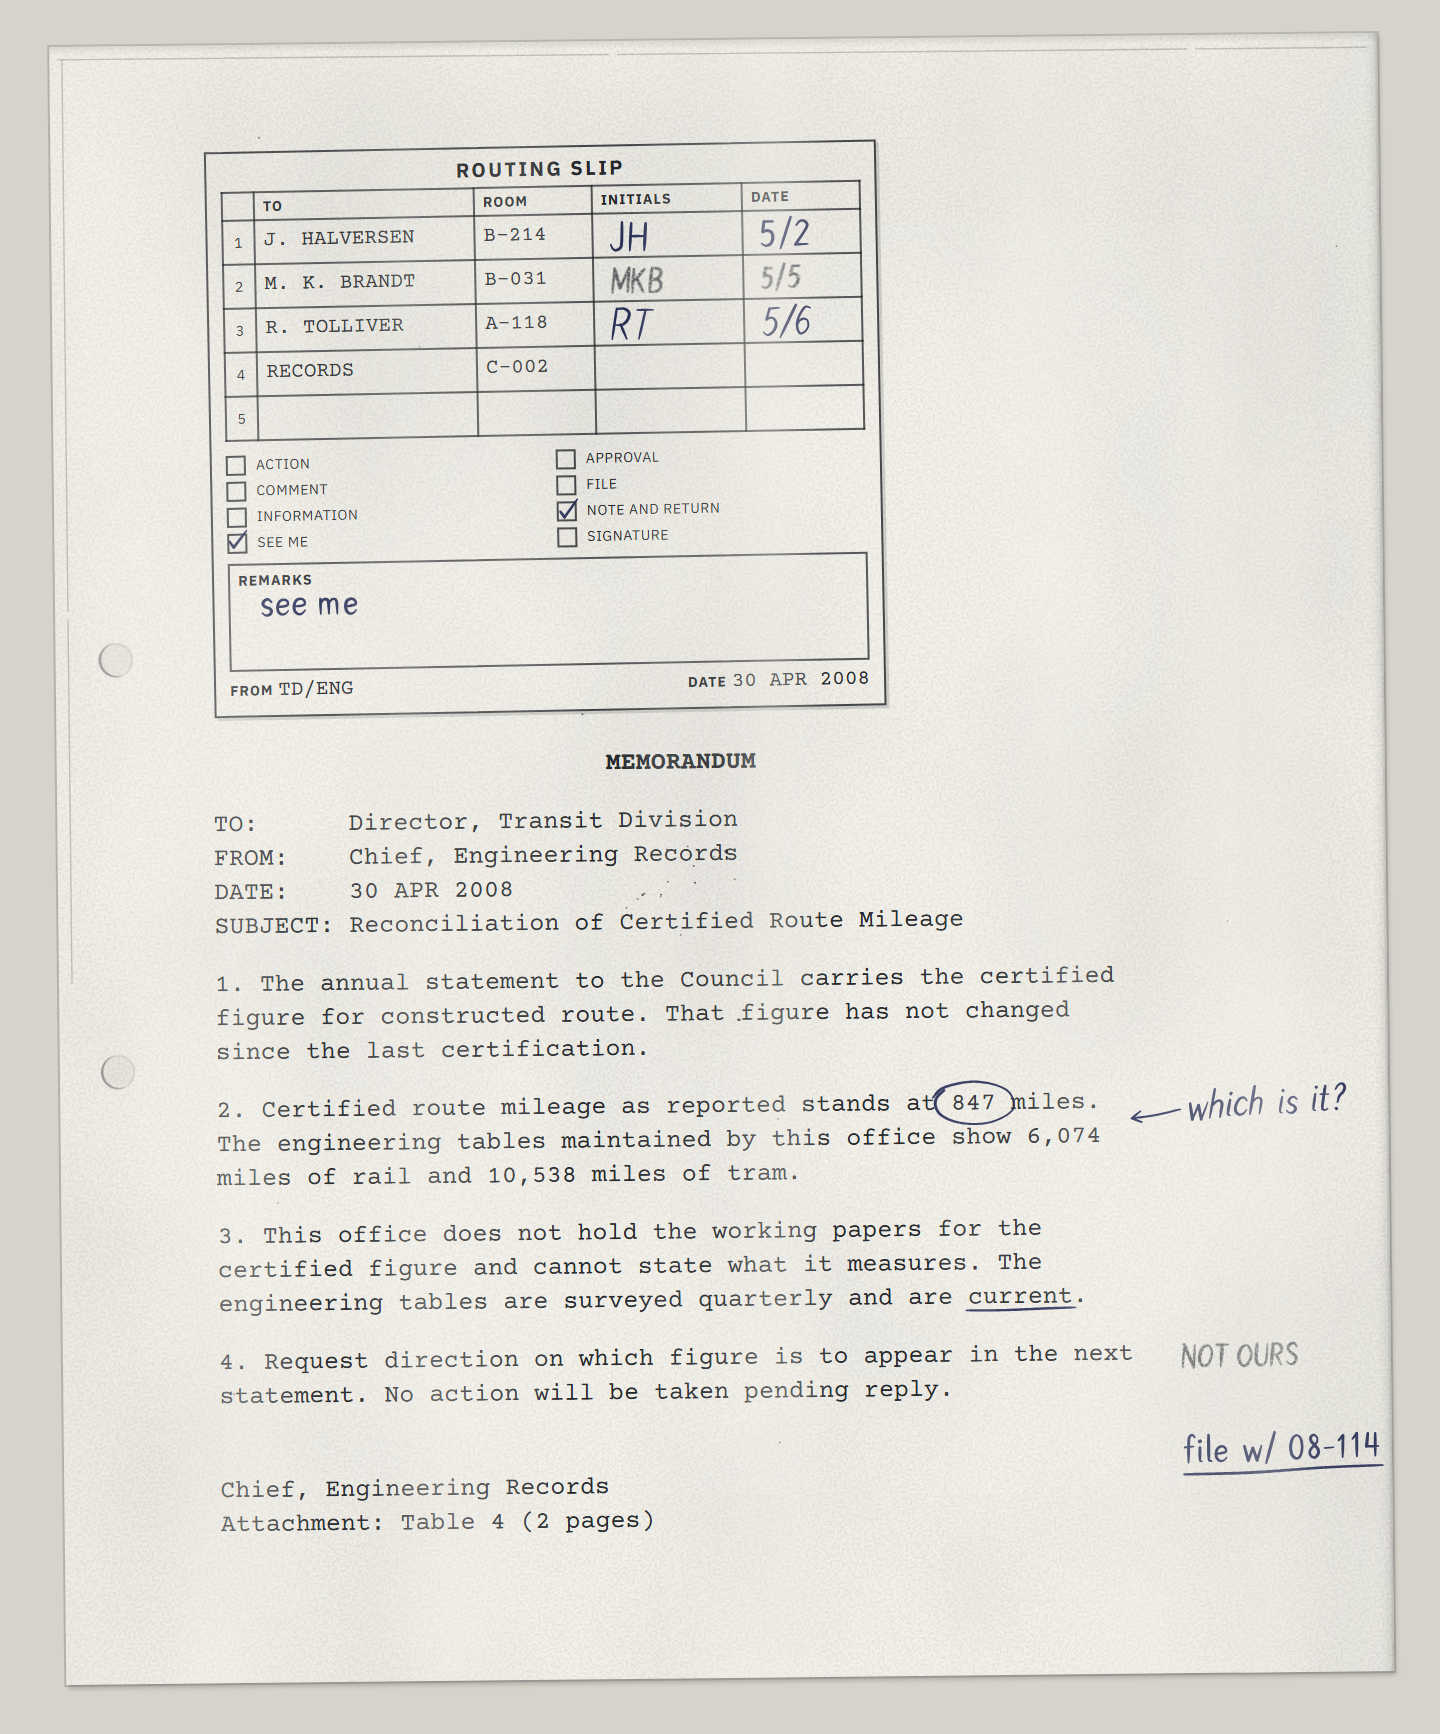 ROUTING SLIP
TO ROOM INITIALS DATE
1 J. HALVERSEN B-214 JH 5/2
2 M. K. BRANDT B-031 MKB 5/5
3 R. TOLLIVER A-118 RT 5/6
4 RECORDS C-002
5
ACTION APPROVAL
COMMENT FILE
INFORMATION NOTE AND RETURN
SEE ME SIGNATURE
REMARKS
see me
FROM TD/ENG DATE 30 APR 2008
MEMORANDUM
TO: Director, Transit Division
FROM: Chief, Engineering Records
DATE: 30 APR 2008
SUBJECT: Reconciliation of Certified Route Mileage
1. The annual statement to the Council carries the certified
figure for constructed route. That figure has not changed
since the last certification.
2. Certified route mileage as reported stands at 847 miles.
which is it?
The engineering tables maintained by this office show 6,074
miles of rail and 10,538 miles of tram.
3. This office does not hold the working papers for the
certified figure and cannot state what it measures. The
engineering tables are surveyed quarterly and are current.
4. Request direction on which figure is to appear in the next
NOT OURS
statement. No action will be taken pending reply.
file w/ 08-114
Chief, Engineering Records
Attachment: Table 4 (2 pages)